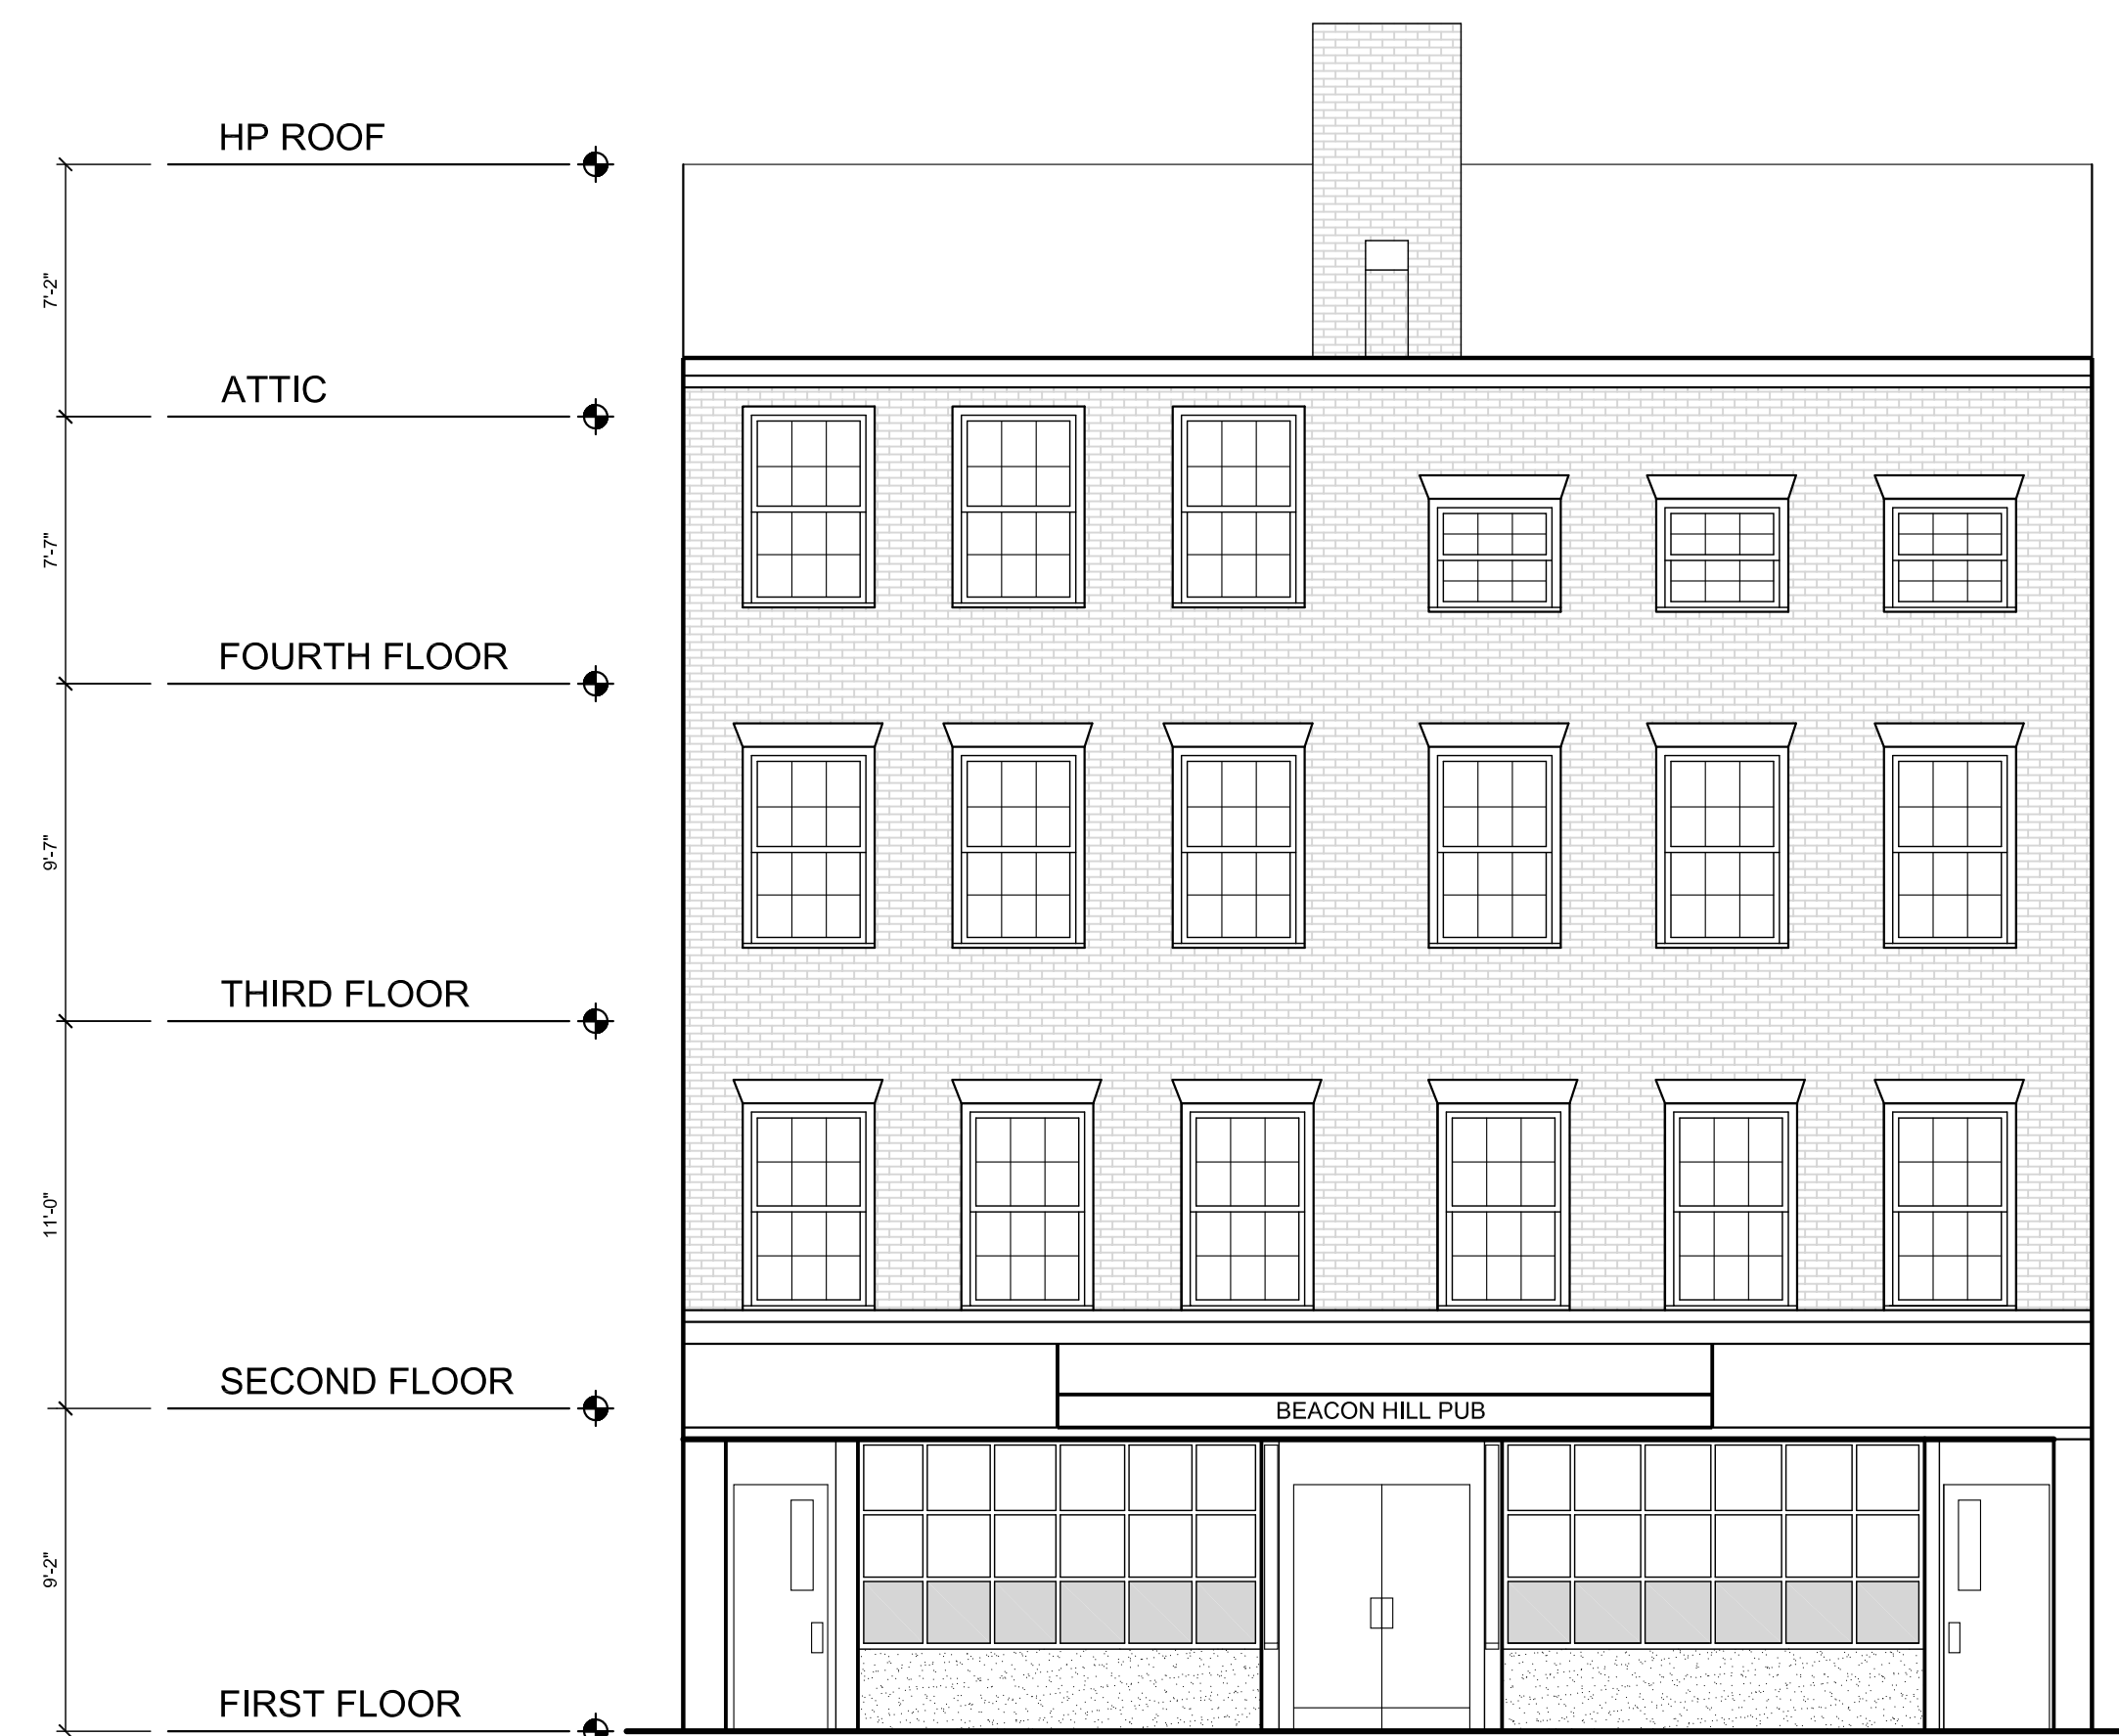 HP ROOF
7'-2"
ATTIC
7'-7"
FOURTH FLOOR
9'-7"
THIRD FLOOR
11'-0"
SECOND FLOOR
BEACON HILL PUB
9'-2"
FIRST FLOOR